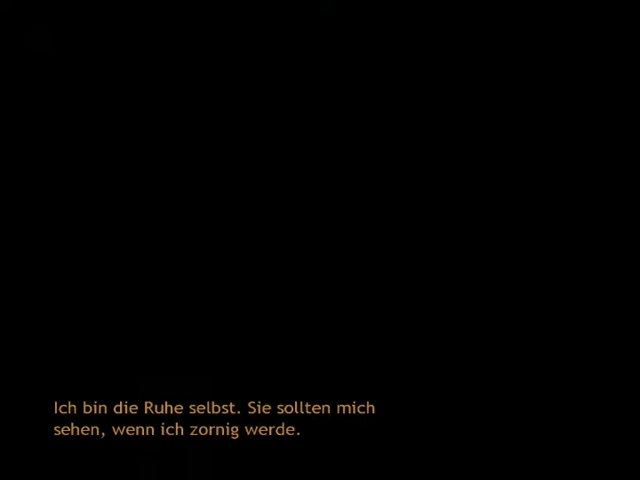 Ich bin die Ruhe selbst. Sie sollten mich
sehen, wenn ich zornig werde.